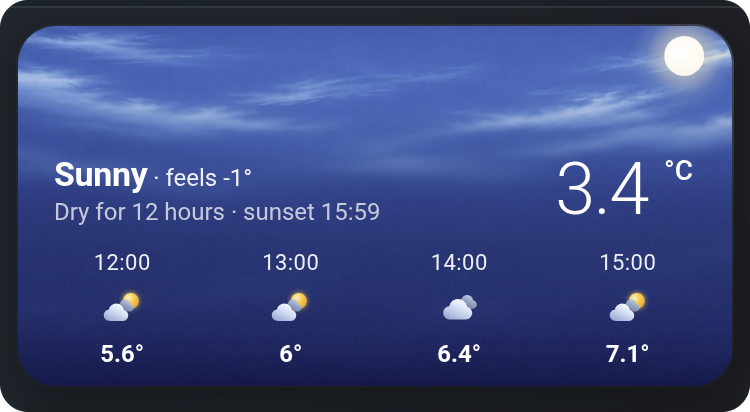 Sunny · feels -1°
3.4 °C
Dry for 12 hours · sunset 15:59
12:00 13:00 14:00 15:00
5.6° 6° 6.4° 7.1°